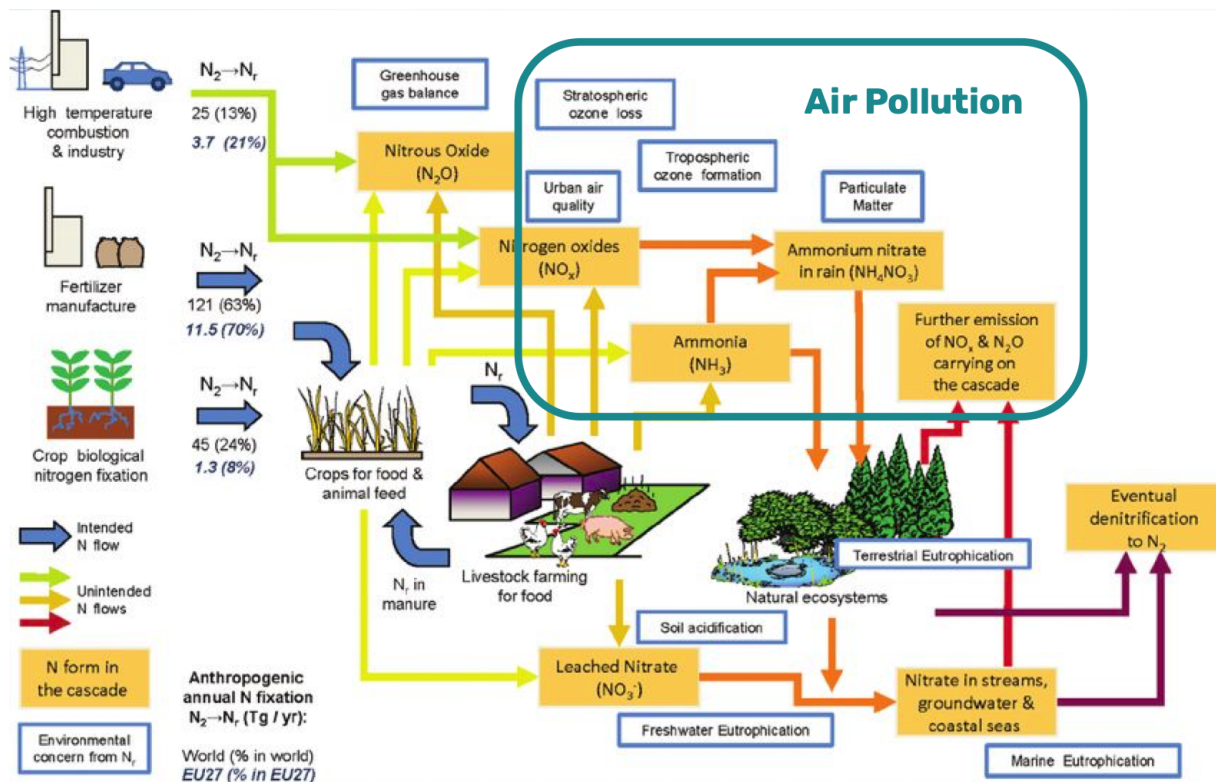 High temperature
combustion
& industry
N₂→Nᵣ
25 (13%)
3.7 (21%)
Fertilizer
manufacture
N₂→Nᵣ
121 (63%)
11.5 (70%)
Crop biological
nitrogen fixation
N₂→Nᵣ
45 (24%)
1.3 (8%)
Greenhouse
gas balance
Nitrous Oxide
(N₂O)
Air Pollution
Stratospheric
ozone loss
Tropospheric
ozone formation
Urban air
quality
Particulate
Matter
Nitrogen oxides
(NOₓ)
Ammonium nitrate
in rain (NH₄NO₃)
Ammonia
(NH₃)
Further emission
of NOₓ & N₂O
carrying on
the cascade
Nᵣ
Crops for food &
animal feed
Nᵣ in
manure
Livestock farming
for food
Natural ecosystems
Terrestrial Eutrophication
Eventual
denitrification
to N₂
Soil acidification
Leached Nitrate
(NO₃⁻)
Freshwater Eutrophication
Nitrate in streams,
groundwater &
coastal seas
Marine Eutrophication
Intended
N flow
Unintended
N flows
N form in
the cascade
Environmental
concern from Nᵣ
Anthropogenic
annual N fixation
N₂→Nᵣ (Tg / yr):
World (% in world)
EU27 (% in EU27)